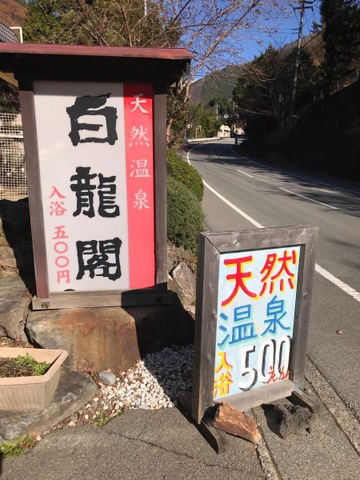 天然温泉
白龍閣
入浴 五〇〇円
天然
温泉
入浴
500えん